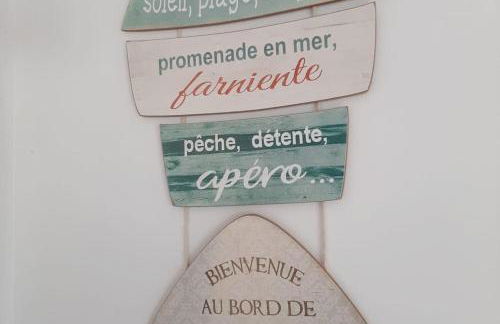 soleil, plage,
promenade en mer,
farniente
pêche, détente,
apéro...
BIENVENUE
AU BORD DE